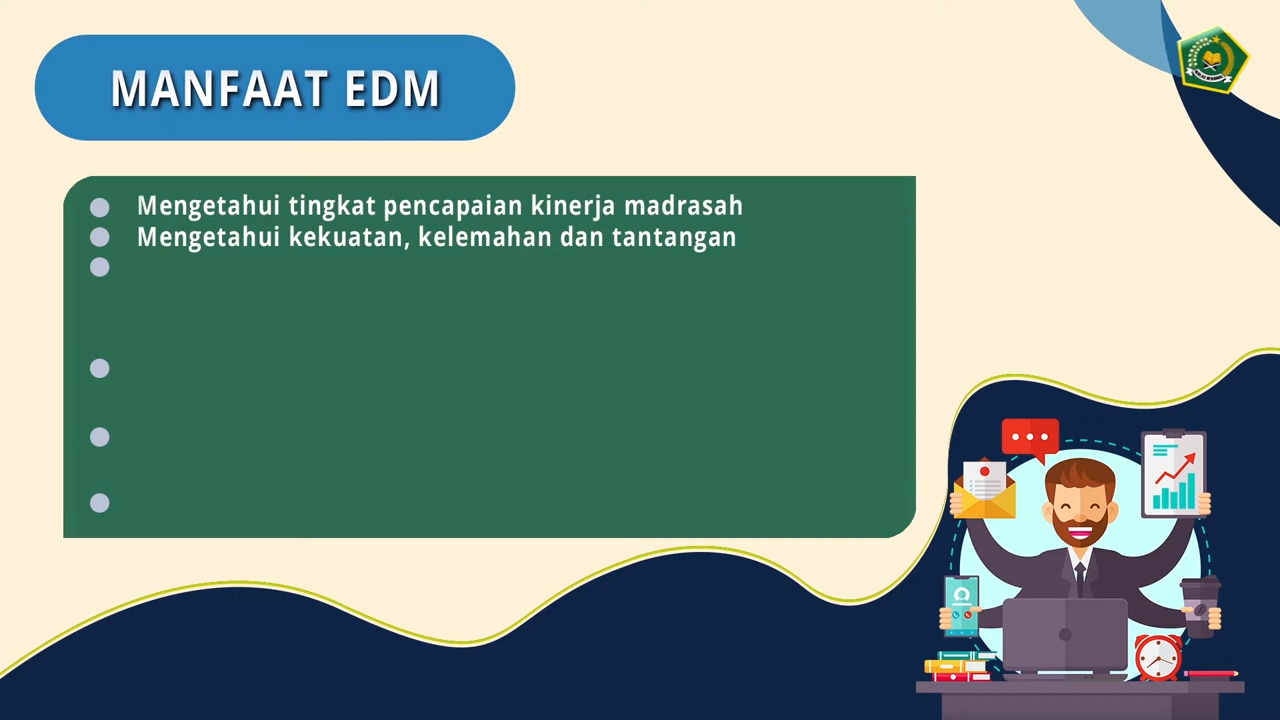 MANFAAT EDM
Mengetahui tingkat pencapaian kinerja madrasah
Mengetahui kekuatan, kelemahan dan tantangan